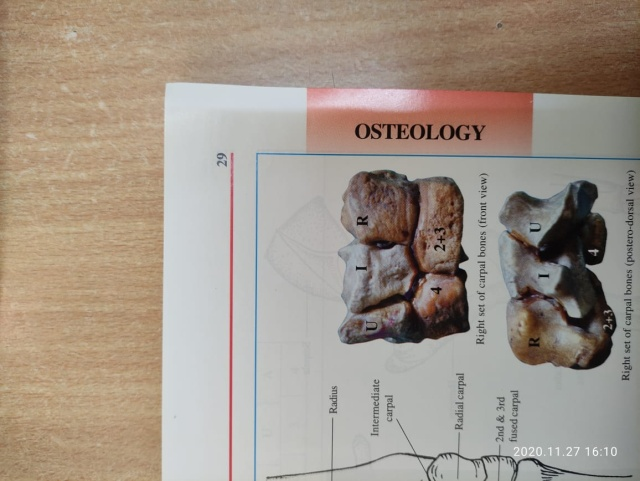 OSTEOLOGY
29
R
I
U
2+3
4
Right set of carpal bones (front view)
U
I
R
4
2+3
Right set of carpal bones (postero-dorsal view)
Radius
Intermediate
carpal
Radial carpal
2nd & 3rd
fused carpal
2020.11.27 16:10